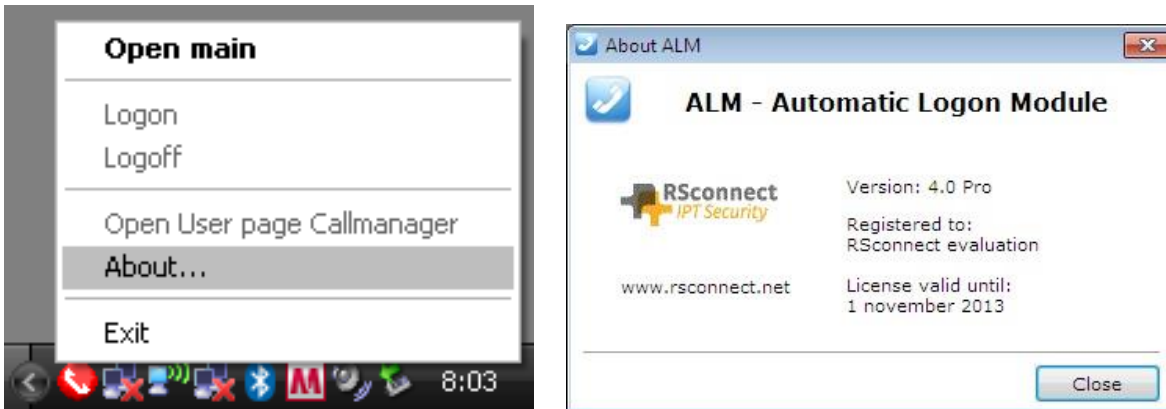 Open main
Logon
Logoff
Open User page Callmanager
About...
Exit
8:03
About ALM
ALM - Automatic Logon Module
RSconnect
IPT Security
www.rsconnect.net
Version: 4.0 Pro
Registered to:
RSconnect evaluation
License valid until:
1 november 2013
Close